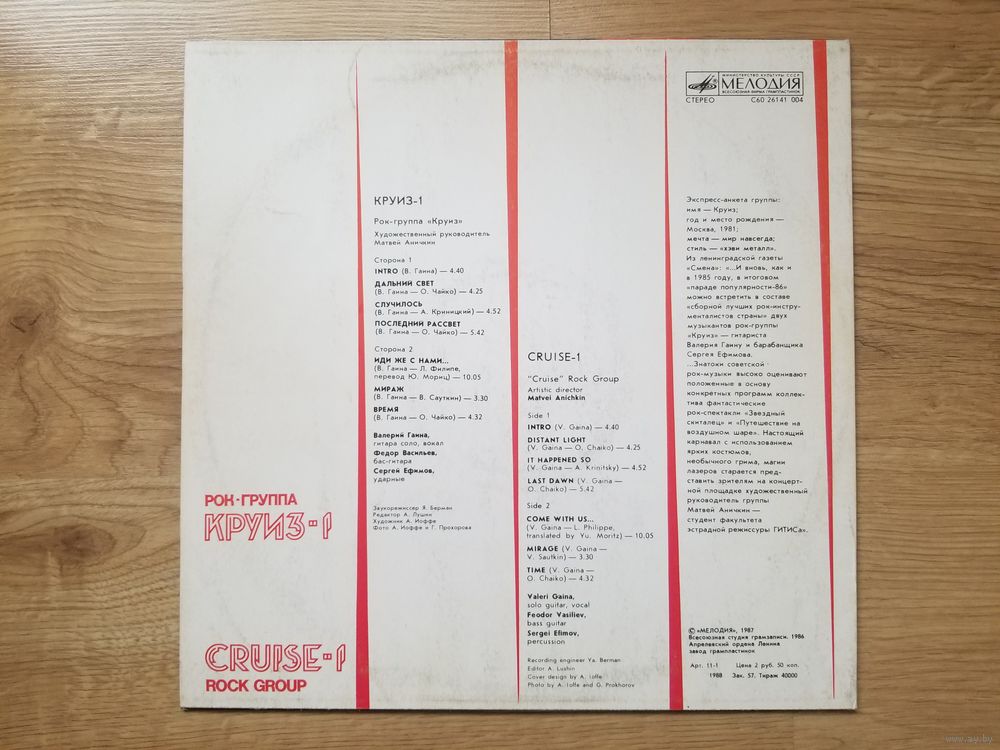 КРУИЗ-1
Рок-группа «Круиз»
Художественный руководитель
Матвей Аничкин
Сторона 1
INTRO (В. Гаина) — 4.40
ДАЛЬНИЙ СВЕТ
(В. Гаина — О. Чайко) — 4.25
СЛУЧИЛОСЬ
(В. Гаина — А. Криницкий) — 4.52
ПОСЛЕДНИЙ РАССВЕТ
(В. Гаина — О. Чайко) — 5.42
Сторона 2
ИДИ ЖЕ С НАМИ...
(В. Гаина — Л. Филипе,
перевод Ю. Мориц) — 10.05
МИРАЖ
(В. Гаина — В. Сауткин) — 3.30
ВРЕМЯ
(В. Гаина — О. Чайко) — 4.32
Валерий Гаина,
гитара соло, вокал
Федор Васильев,
бас-гитара
Сергей Ефимов,
ударные
Звукорежиссер Я. Берман
Редактор А. Лушин
Художник А. Иоффе
Фото А. Иоффе и Г. Прохорова
РОК-ГРУППА
КРУИЗ-1
CRUISE-1
ROCK GROUP
CRUISE-1
"Cruise" Rock Group
Artistic director
Matvei Anichkin
Side 1
INTRO (V. Gaina) — 4.40
DISTANT LIGHT
(V. Gaina — O. Chaiko) — 4.25
IT HAPPENED SO
(V. Gaina — A. Krinitsky) — 4.52
LAST DAWN (V. Gaina —
O. Chaiko) — 5.42
Side 2
COME WITH US...
(V. Gaina — L. Philippe,
translated by Yu. Moritz) — 10.05
MIRAGE (V. Gaina —
V. Sautkin) — 3.30
TIME (V. Gaina —
O. Chaiko) — 4.32
Valeri Gaina,
solo guitar, vocal
Feodor Vasiliev,
bass guitar
Sergei Efimov,
percussion
Recording engineer Ya. Berman
Editor A. Lushin
Cover design by A. Ioffe
Photo by A. Ioffe and G. Prokhorov
МИНИСТЕРСТВО КУЛЬТУРЫ СССР
МЕЛОДИЯ
ВСЕСОЮЗНАЯ ФИРМА ГРАМПЛАСТИНОК
СТЕРЕО С60 26141 004
Экспресс-анкета группы:
имя — Круиз;
год и место рождения —
Москва, 1981;
мечта — мир навсегда;
стиль — «хэви металл».
Из ленинградской газеты
«Смена»: «...И вновь, как и
в 1985 году, в итоговом
«параде популярности-86»
можно встретить в составе
«сборной лучших рок-инстру-
менталистов страны» двух
музыкантов рок-группы
«Круиз» — гитариста
Валерия Гаину и барабанщика
Сергея Ефимова.
...Знатоки советской
рок-музыки высоко оценивают
положенные в основу
конкретных программ коллек-
тива фантастические
рок-спектакли «Звездный
скиталец» и «Путешествие на
воздушном шаре». Настоящий
карнавал с использованием
ярких костюмов,
необычного грима, магии
лазеров старается пред-
ставить зрителям на концерт-
ной площадке художественный
руководитель группы
Матвей Аничкин —
студент факультета
эстрадной режиссуры ГИТИСа».
© «МЕЛОДИЯ», 1987
Всесоюзная студия грамзаписи. 1986
Апрелевский ордена Ленина
завод грампластинок
Арт. 11-1 Цена 2 руб. 50 коп.
1988 Зак. 57. Тираж 40000
www.ay.by